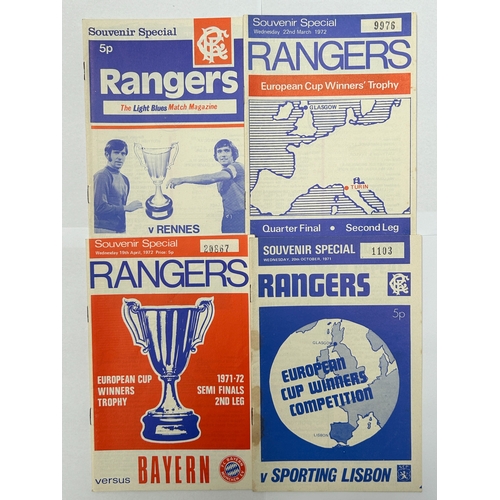 Souvenir Special
5p
Rangers
The Light Blues Match Magazine
v RENNES
Souvenir Special
Wednesday 22nd March 1972
9976
RANGERS
European Cup Winners' Trophy
GLASGOW
TURIN
Quarter Final • Second Leg
Souvenir Special
Wednesday 19th April, 1972 Price 5p
20867
RANGERS
EUROPEAN CUP
WINNERS
TROPHY
1971-72
SEMI FINALS
2ND LEG
versus BAYERN
SOUVENIR SPECIAL
WEDNESDAY, 20th OCTOBER, 1971
1103
RANGERS
5p
GLASGOW
EUROPEAN
CUP WINNERS
COMPETITION
LISBON
v SPORTING LISBON